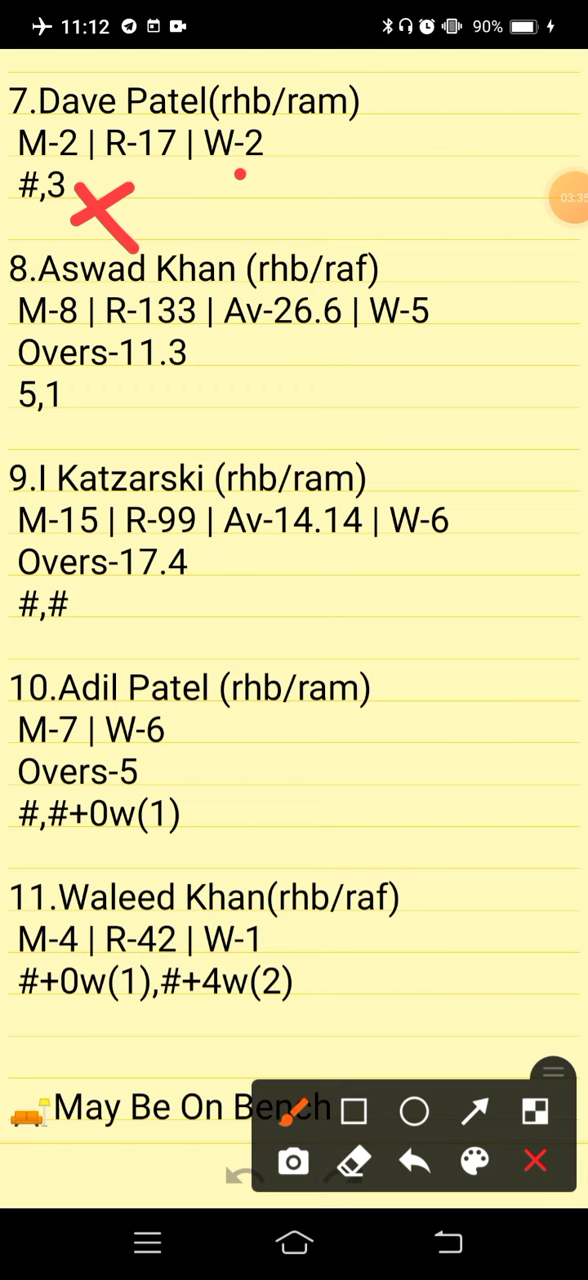 11:12
90%
7.Dave Patel(rhb/ram)
M-2 | R-17 | W-2
#,3
03:35
8.Aswad Khan (rhb/raf)
M-8 | R-133 | Av-26.6 | W-5
Overs-11.3
5,1
9.I Katzarski (rhb/ram)
M-15 | R-99 | Av-14.14 | W-6
Overs-17.4
#,#
10.Adil Patel (rhb/ram)
M-7 | W-6
Overs-5
#,#+0w(1)
11.Waleed Khan(rhb/raf)
M-4 | R-42 | W-1
#+0w(1),#+4w(2)
🛋️May Be On Bench